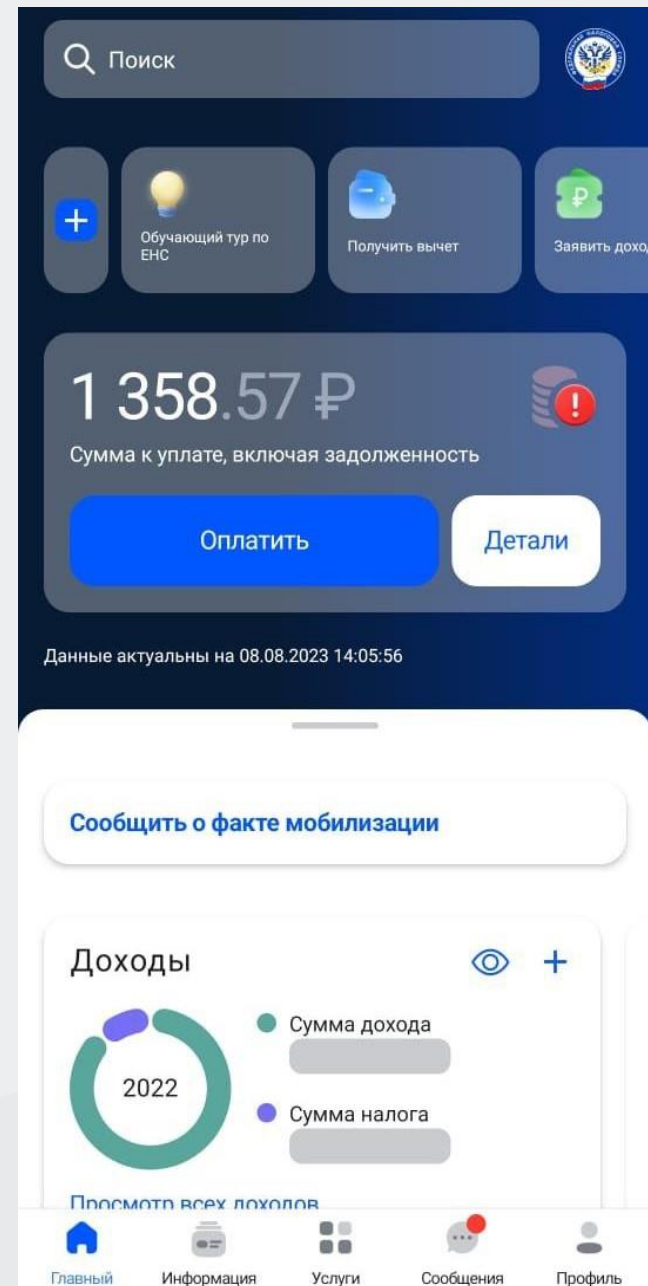 Поиск
Обучающий тур по
ЕНС
Получить вычет
Заявить дохо
1 358.57 ₽
Сумма к уплате, включая задолженность
Оплатить
Детали
Данные актуальны на 08.08.2023 14:05:56
Сообщить о факте мобилизации
Доходы
2022
Сумма дохода
Сумма налога
Просмотр всех доходов
Главный
Информация
Услуги
Сообщения
Профиль